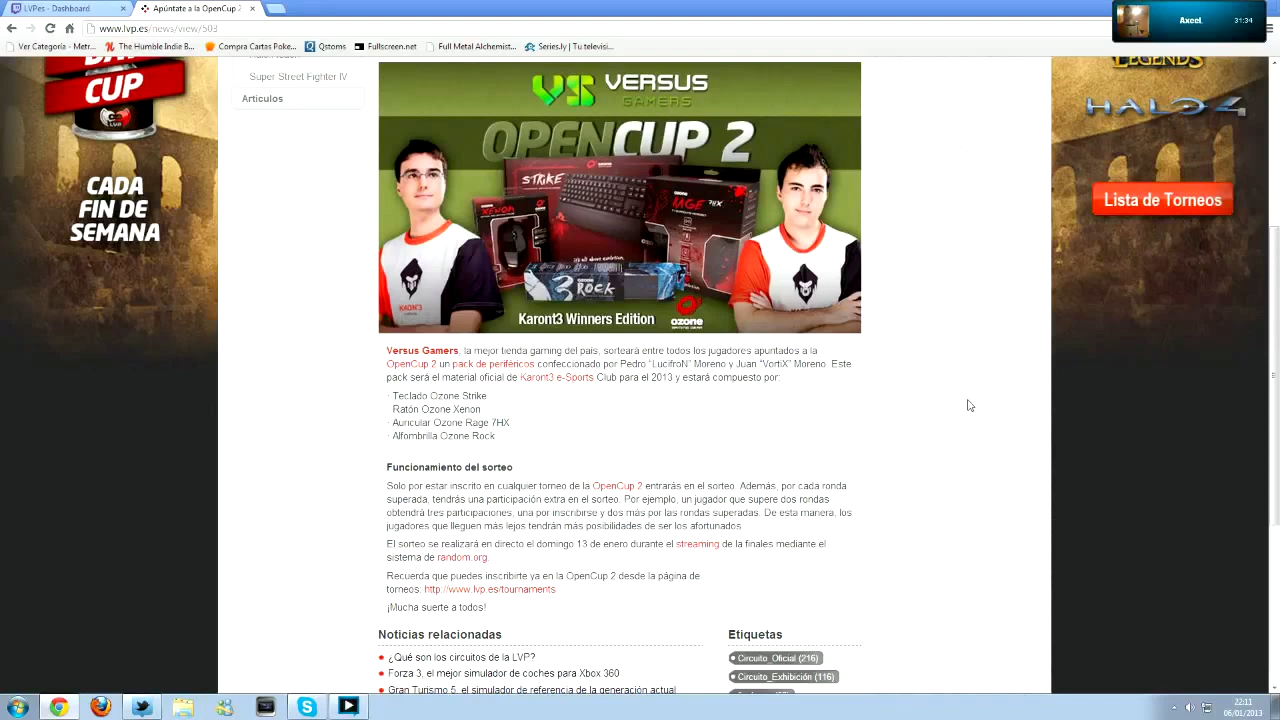 LVPes - Dashboard
Apúntate a la OpenCup 2
AxeeL
31:34
www.lvp.es/news/view/503
Ver Categoría - Metr...
The Humble Indie B...
Compra Cartas Poke...
Qstoms
Fullscreen.net
Full Metal Alchemist...
Series.ly | Tu televisi...
CUP
LVP
CADA
FIN DE
SEMANA
Super Street Fighter IV
Articulos
VS VERSUS
GAMERS
OPENCUP 2
STRIKE
XENON
RAGE 7HX
3 ROCK
KARONT3
Karont3 Winners Edition
ozone
LEGENDS
HALO 4
Lista de Torneos
Versus Gamers, la mejor tienda gaming del país, sorteará entre todos los jugadores apuntados a la
OpenCup 2 un pack de periféricos confeccionado por Pedro "LucifroN" Moreno y Juan "VortiX" Moreno. Este
pack será el material oficial de Karont3 e-Sports Club para el 2013 y estará compuesto por:
· Teclado Ozone Strike
· Ratón Ozone Xenon
· Auricular Ozone Rage 7HX
· Alfombrilla Ozone Rock
Funcionamiento del sorteo
Solo por estar inscrito en cualquier torneo de la OpenCup 2 entrarás en el sorteo. Además, por cada ronda
superada, tendrás una participación extra en el sorteo. Por ejemplo, un jugador que supere dos rondas
obtendrá tres participaciones, una por inscribirse y dos más por las rondas superadas. De esta manera, los
jugadores que lleguen más lejos tendrán más posibilidades de ser los afortunados.
El sorteo se realizará en directo el domingo 13 de enero durante el streaming de la finales mediante el
sistema de random.org.
Recuerda que puedes inscribirte ya en la OpenCup 2 desde la página de
torneos: http://www.lvp.es/tournaments
¡Mucha suerte a todos!
Noticias relacionadas
Etiquetas
¿Qué son los circuitos de la LVP?
Circuito_Oficial (216)
Forza 3, el mejor simulador de coches para Xbox 360
Circuito_Exhibición (116)
Gran Turismo 5, el simulador de referencia de la generación actual
22:11
06/01/2013